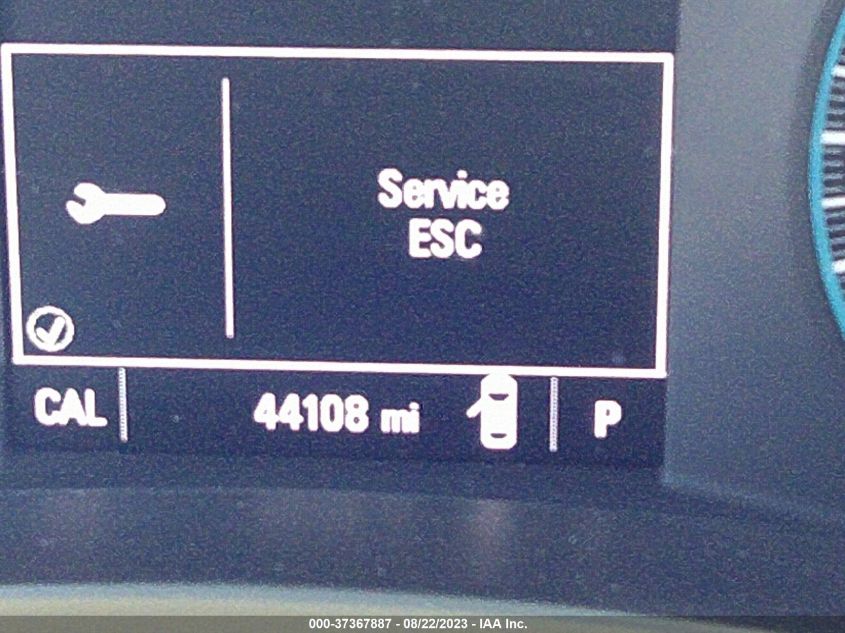 Service
ESC
CAL 44108 mi P
000-37367887 - 08/22/2023 - IAA Inc.